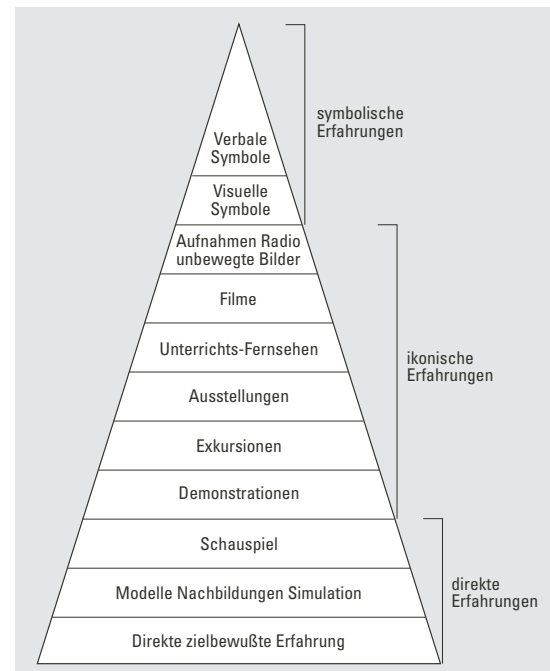 symbolische
Erfahrungen
Verbale
Symbole
Visuelle
Symbole
Aufnahmen Radio
unbewegte Bilder
Filme
Unterrichts-Fernsehen
ikonische
Erfahrungen
Ausstellungen
Exkursionen
Demonstrationen
Schauspiel
direkte
Erfahrungen
Modelle Nachbildungen Simulation
Direkte zielbewußte Erfahrung